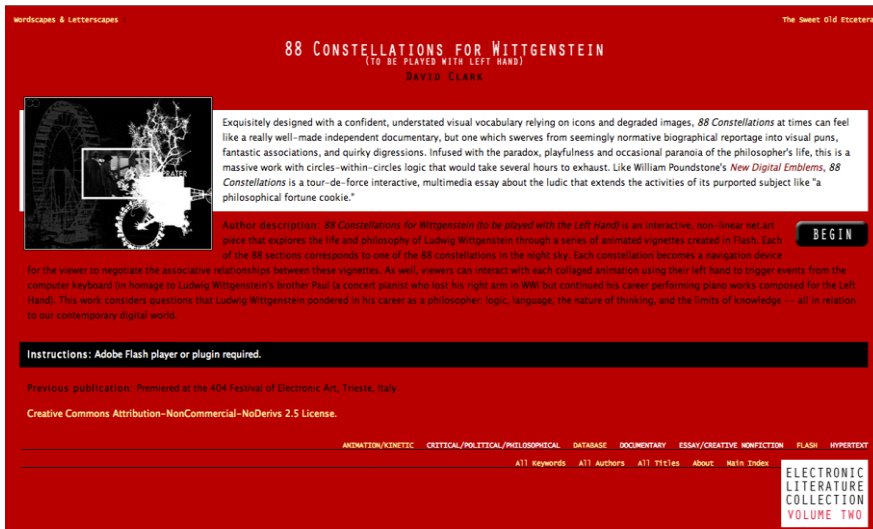 Wordscapes & Letterscapes
The Sweet Old Etcetera
88 Constellations for Wittgenstein
(to be played with left hand)
David Clark
PRATER
Exquisitely designed with a confident, understated visual vocabulary relying on icons and degraded images, 88 Constellations at times can feel
like a really well-made independent documentary, but one which swerves from seemingly normative biographical reportage into visual puns,
fantastic associations, and quirky digressions. Infused with the paradox, playfulness and occasional paranoia of the philosopher's life, this is a
massive work with circles-within-circles logic that would take several hours to exhaust. Like William Poundstone's New Digital Emblems, 88
Constellations is a tour-de-force interactive, multimedia essay about the ludic that extends the activities of its purported subject like "a
philosophical fortune cookie."
Author description: 88 Constellations for Wittgenstein (to be played with the Left Hand) is an interactive, non-linear net.art
piece that explores the life and philosophy of Ludwig Wittgenstein through a series of animated vignettes created in Flash. Each
of the 88 sections corresponds to one of the 88 constellations in the night sky. Each constellation becomes a navigation device
for the viewer to negotiate the associative relationships between these vignettes. As well, viewers can interact with each collaged animation using their left hand to trigger events from the
computer keyboard (in homage to Ludwig Wittgenstein's brother Paul (a concert pianist who lost his right arm in WWI but continued his career performing piano works composed for the Left
Hand). This work considers questions that Ludwig Wittgenstein pondered in his career as a philosopher: logic, language, the nature of thinking, and the limits of knowledge -- all in relation
to our contemporary digital world.
BEGIN
Instructions: Adobe Flash player or plugin required.
Previous publication: Premiered at the 404 Festival of Electronic Art, Trieste, Italy.
Creative Commons Attribution-NonCommercial-NoDerivs 2.5 License.
ANIMATION/KINETIC CRITICAL/POLITICAL/PHILOSOPHICAL DATABASE DOCUMENTARY ESSAY/CREATIVE NONFICTION FLASH HYPERTEXT
All Keywords All Authors All Titles About Main Index
ELECTRONIC
LITERATURE
COLLECTION
VOLUME TWO